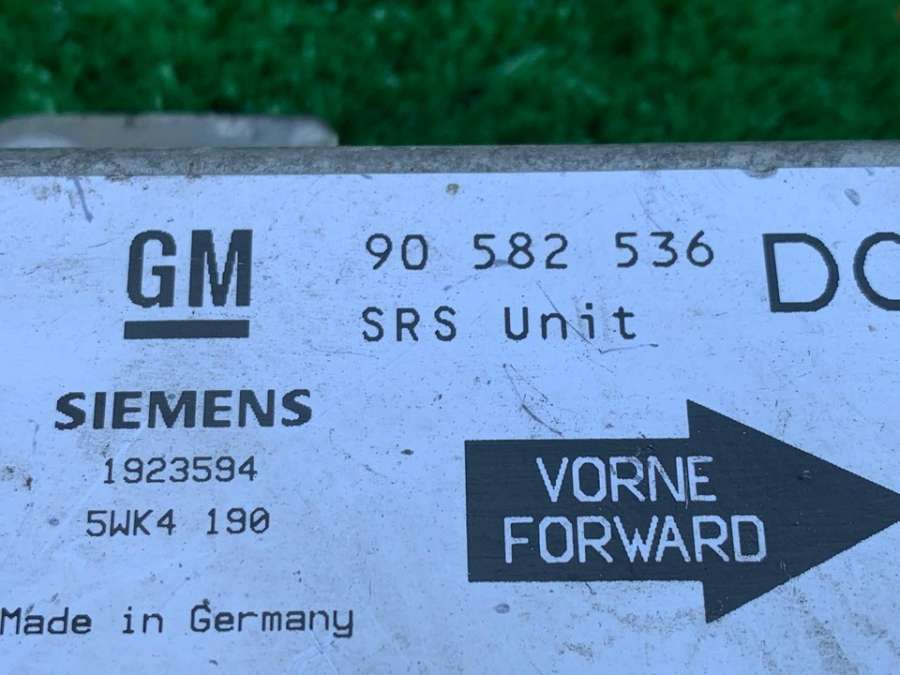 GM
90 582 536
SRS Unit
SIEMENS
1923594
5WK4 190
VORNE
FORWARD
Made in Germany